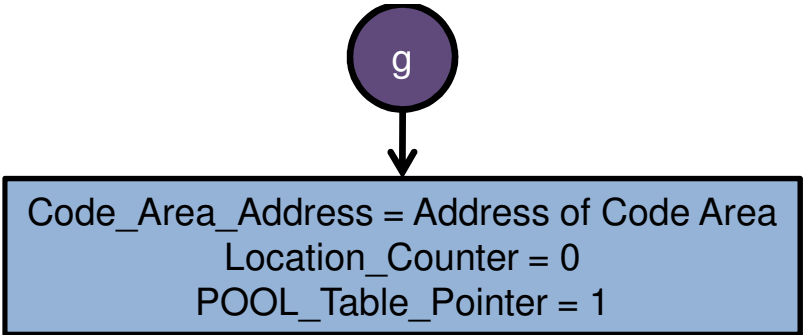 g
Code_Area_Address = Address of Code Area
Location_Counter = 0
POOL_Table_Pointer = 1